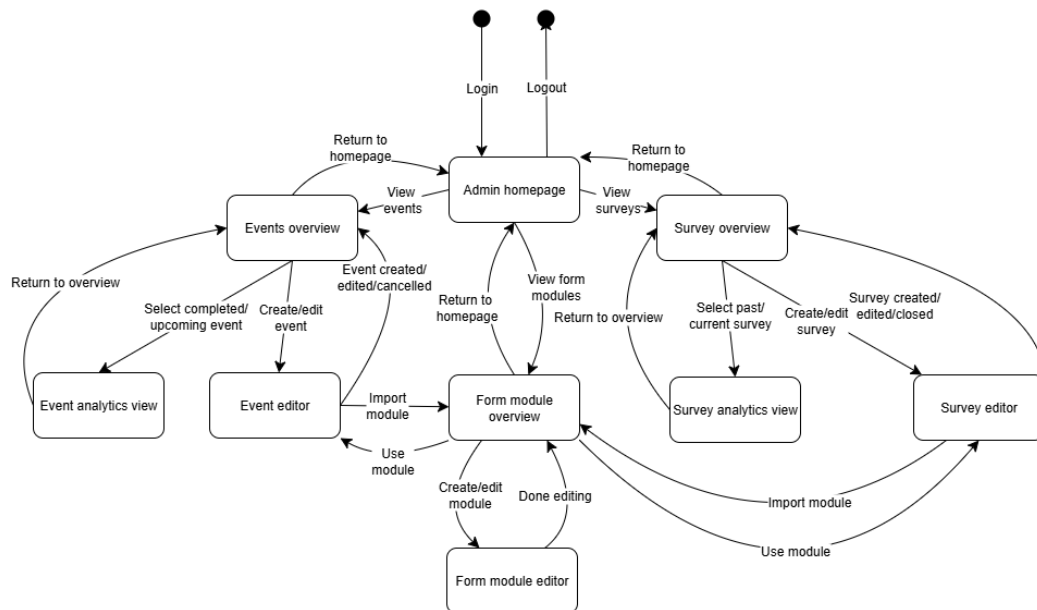 Login
Logout
Return to
homepage
Return to
homepage
Admin homepage
View
events
View
surveys
Events overview
Survey overview
Return to overview
Event created/
edited/cancelled
Select completed/
upcoming event
Create/edit
event
Return to
homepage
View form
modules
Return to overview
Select past/
current survey
Create/edit
survey
Survey created/
edited/closed
Event analytics view
Event editor
Import
module
Form module
overview
Survey analytics view
Survey editor
Use
module
Create/edit
module
Done editing
Import module
Use module
Form module editor